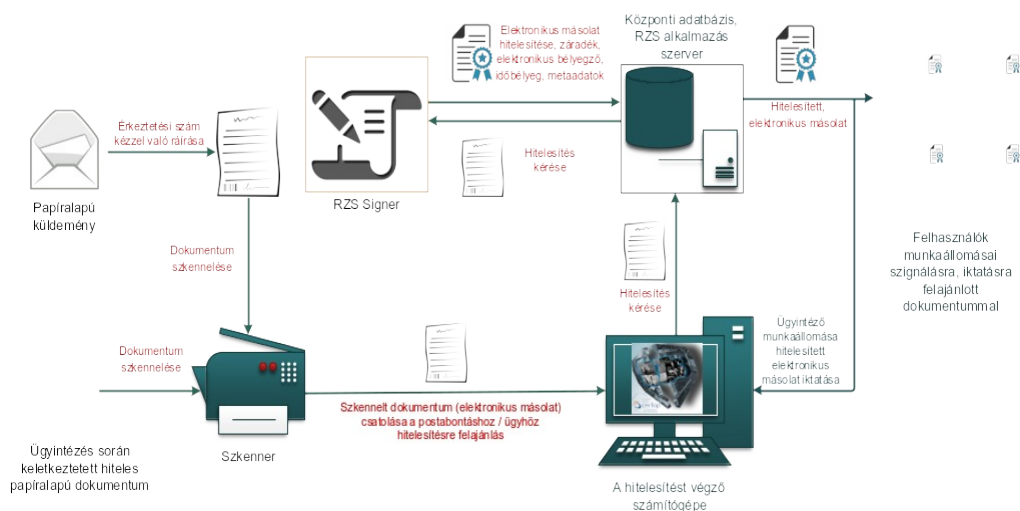 Elektronikus másolat
hitelesítése, záradék,
elektronikus bélyegző,
időbélyeg, metaadatok
Központi adatbázis,
RZS alkalmazás
szerver
Hitelesített,
elektronikus másolat
Érkeztetési szám
kézzel való ráírása
Hitelesítés
kérése
RZS Signer
Papíralapú
küldemény
Dokumentum
szkennelése
Felhasználók
munkaállomásai
szignálásra, iktatásra
felajánlott
dokumentummal
Hitelesítés
kérése
Ügyintéző
munkaállomása
hitelesített
elektronikus
másolat iktatása
Dokumentum
szkennelése
Szkennelt dokumentum (elektronikus másolat)
csatolása a postabontáshoz / ügyhöz
hitelesítésre felajánlás
Szkenner
Ügyintézés során
keletkeztetett hiteles
papíralapú dokumentum
A hitelesítést végző
számítógépe